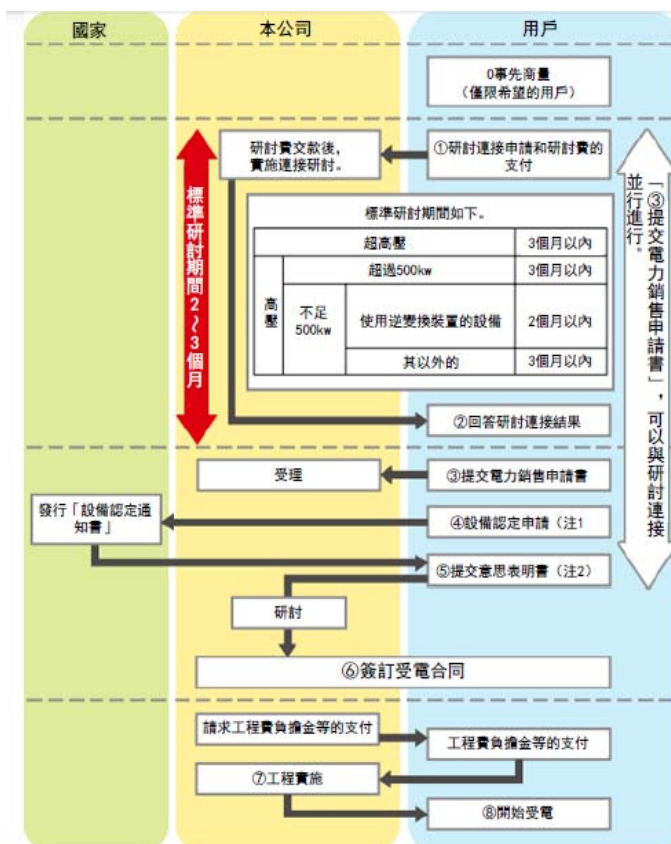 國家
本公司
用戶
0事先商量
(僅限希望的用戶)
研討費交款後,
實施連接研討。
①研討連接申請和研討費的
支付
標準研討期間2~3個月
標準研討期間如下。
超高壓
3個月以內
高壓
超過500kw
3個月以內
不足
500kw
使用逆變換裝置的設備
2個月以內
其以外的
3個月以內
「③提交電力銷售申請書」,可以與研討連接
並行進行。
②回答研討連接結果
受理
③提交電力銷售申請書
發行「設備認定通
知書」
④設備認定申請(注1
⑤提交意思表明書(注2)
研討
⑥簽訂受電合同
請求工程費負擔金等的支付
工程費負擔金等的支付
⑦工程實施
⑧開始受電